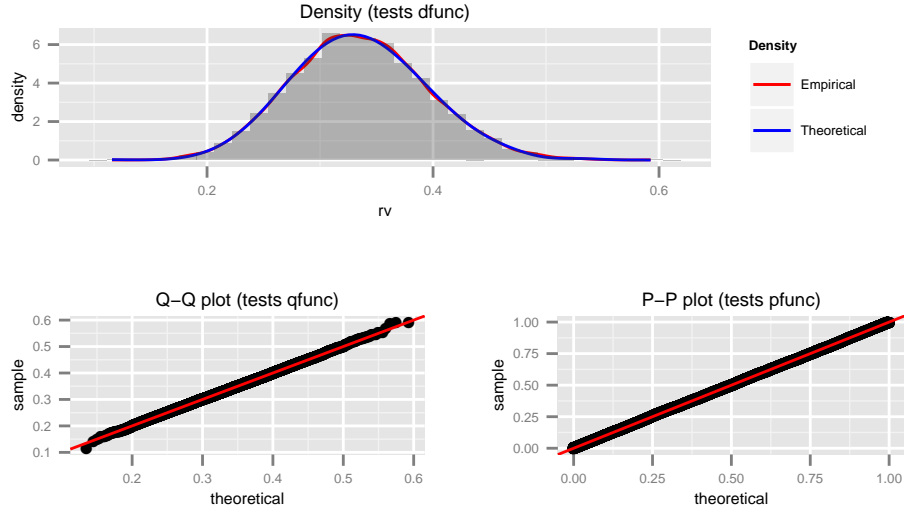 Density (tests dfunc)
density
6
4
2
0
0.2
0.4
0.6
rv
Density
Empirical
Theoretical
Q−Q plot (tests qfunc)
sample
0.6
0.5
0.4
0.3
0.2
0.1
0.2
0.3
0.4
0.5
0.6
theoretical
P−P plot (tests pfunc)
sample
1.00
0.75
0.50
0.25
0.00
0.00
0.25
0.50
0.75
1.00
theoretical